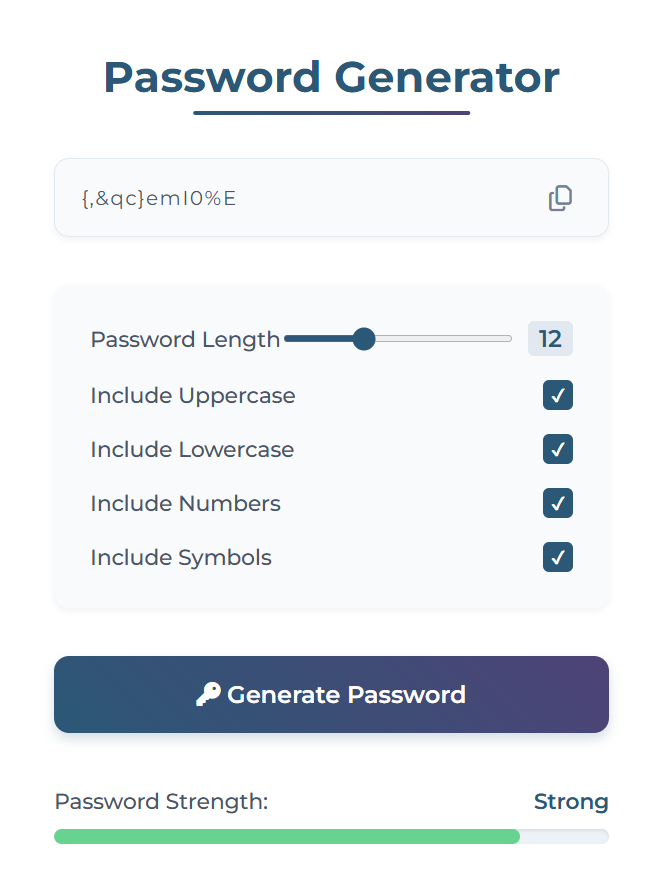 Password Generator
{,&qc}emI0%E
Password Length 12
Include Uppercase
Include Lowercase
Include Numbers
Include Symbols
Generate Password
Password Strength: Strong